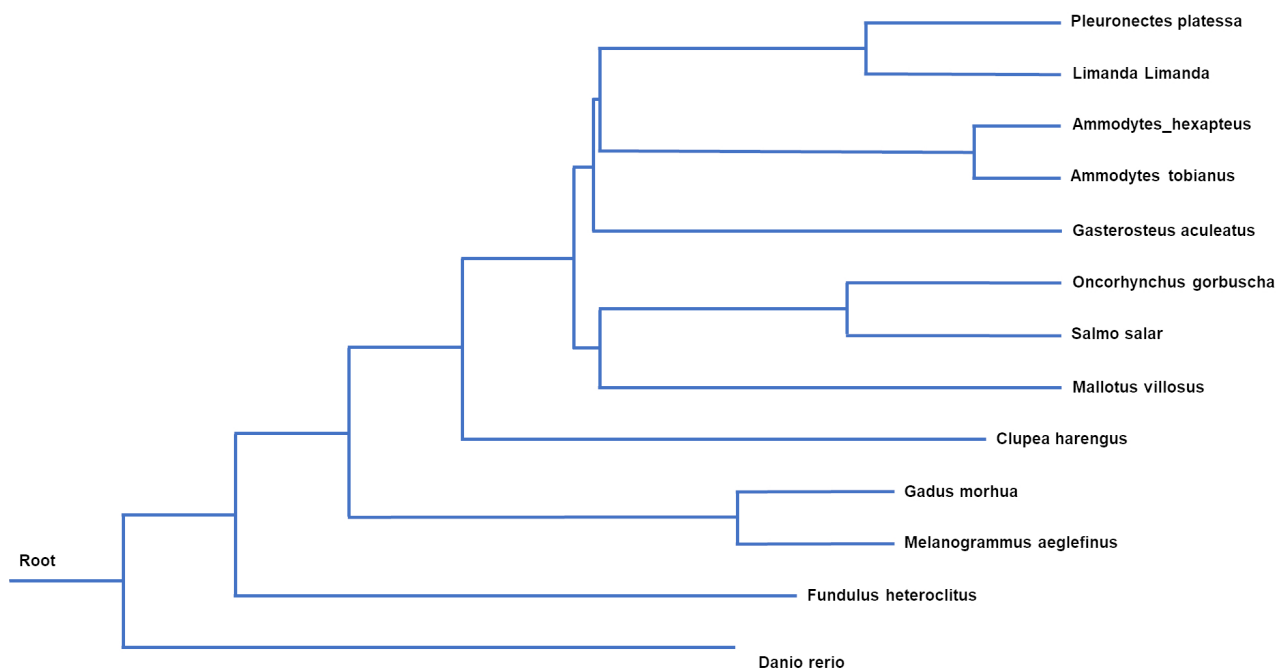 Pleuronectes platessa
Limanda Limanda
Ammodytes_hexapteus
Ammodytes tobianus
Gasterosteus aculeatus
Oncorhynchus gorbuscha
Salmo salar
Mallotus villosus
Clupea harengus
Gadus morhua
Melanogrammus aeglefinus
Root
Fundulus heteroclitus
Danio rerio